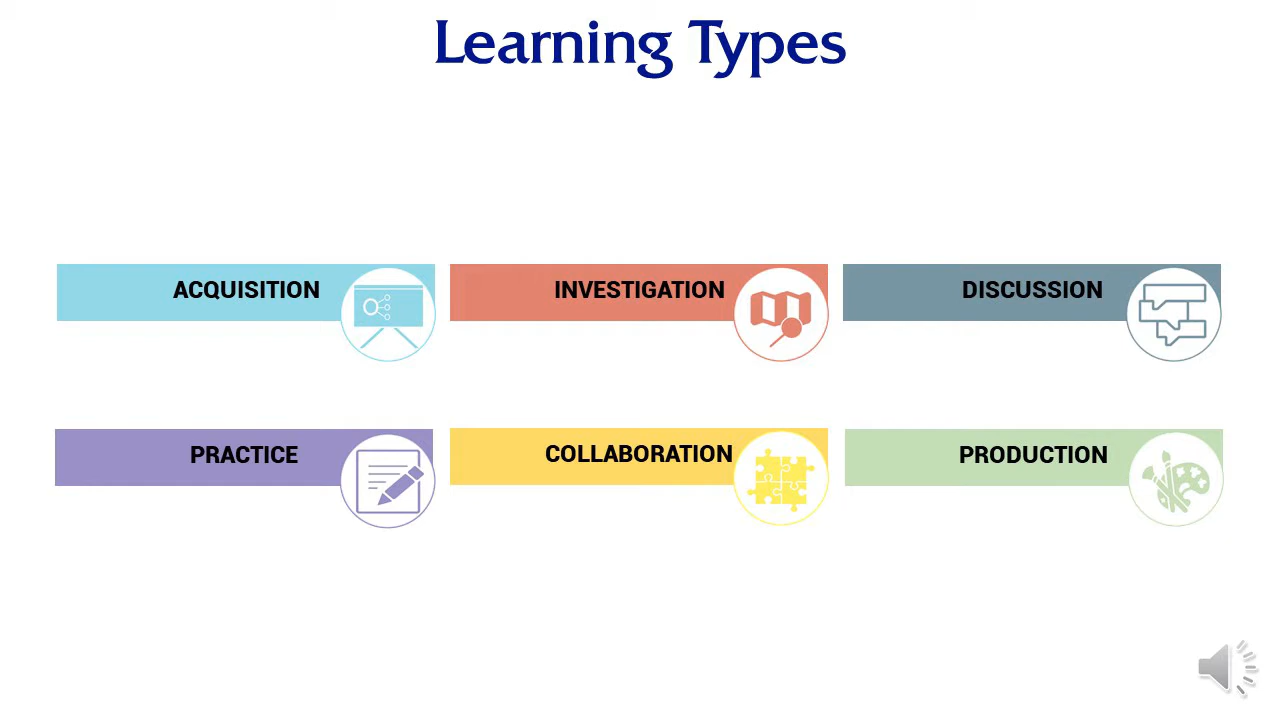 Learning Types
ACQUISITION
INVESTIGATION
DISCUSSION
PRACTICE
COLLABORATION
PRODUCTION